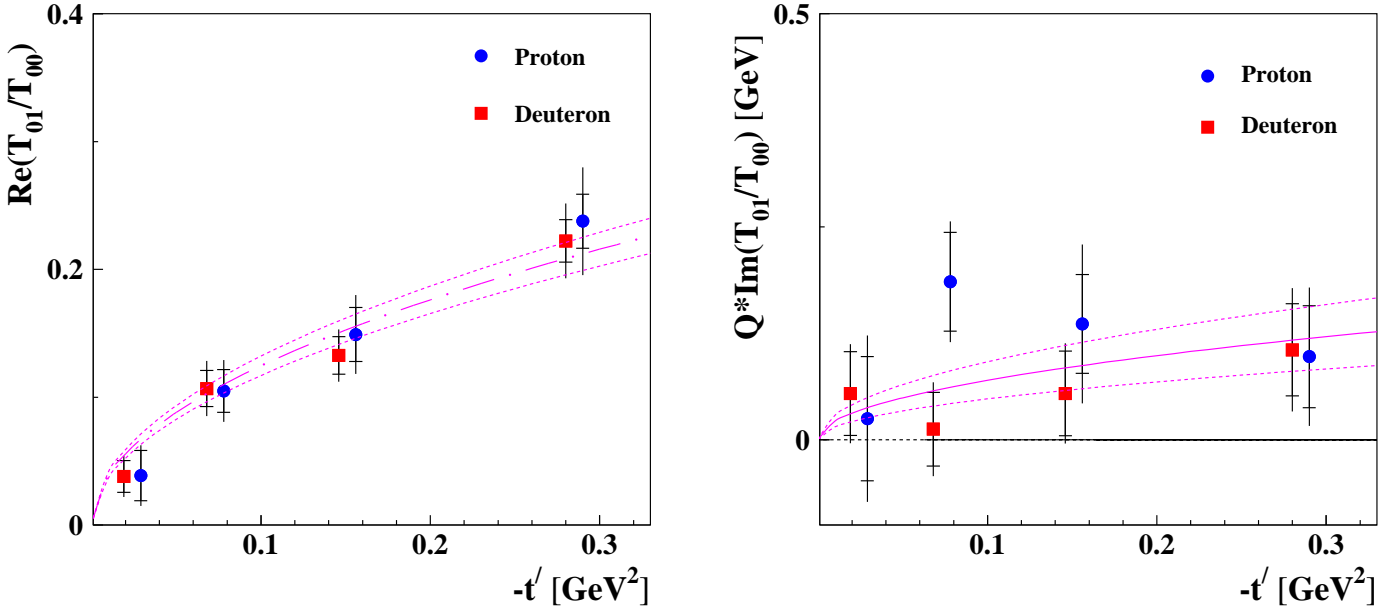 Re(T₀₁/T₀₀)
0.4
0.2
0
Proton
Deuteron
0.1 0.2 0.3
-t′ [GeV²]
Q*Im(T₀₁/T₀₀) [GeV]
0.5
0
Proton
Deuteron
0.1 0.2 0.3
-t′ [GeV²]